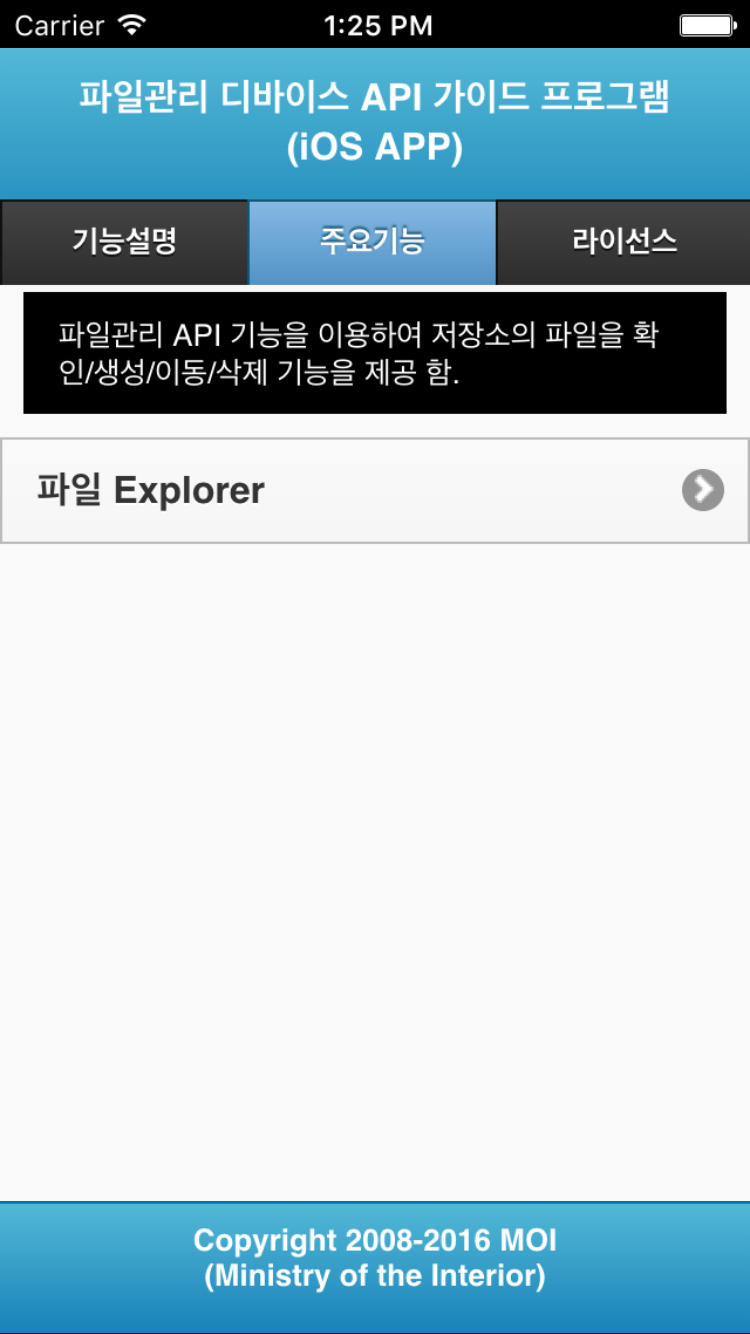 Carrier 1:25 PM
파일관리 디바이스 API 가이드 프로그램
(iOS APP)
기능설명 주요기능 라이선스
파일관리 API 기능을 이용하여 저장소의 파일을 확
인/생성/이동/삭제 기능을 제공 함.
파일 Explorer
Copyright 2008-2016 MOI
(Ministry of the Interior)